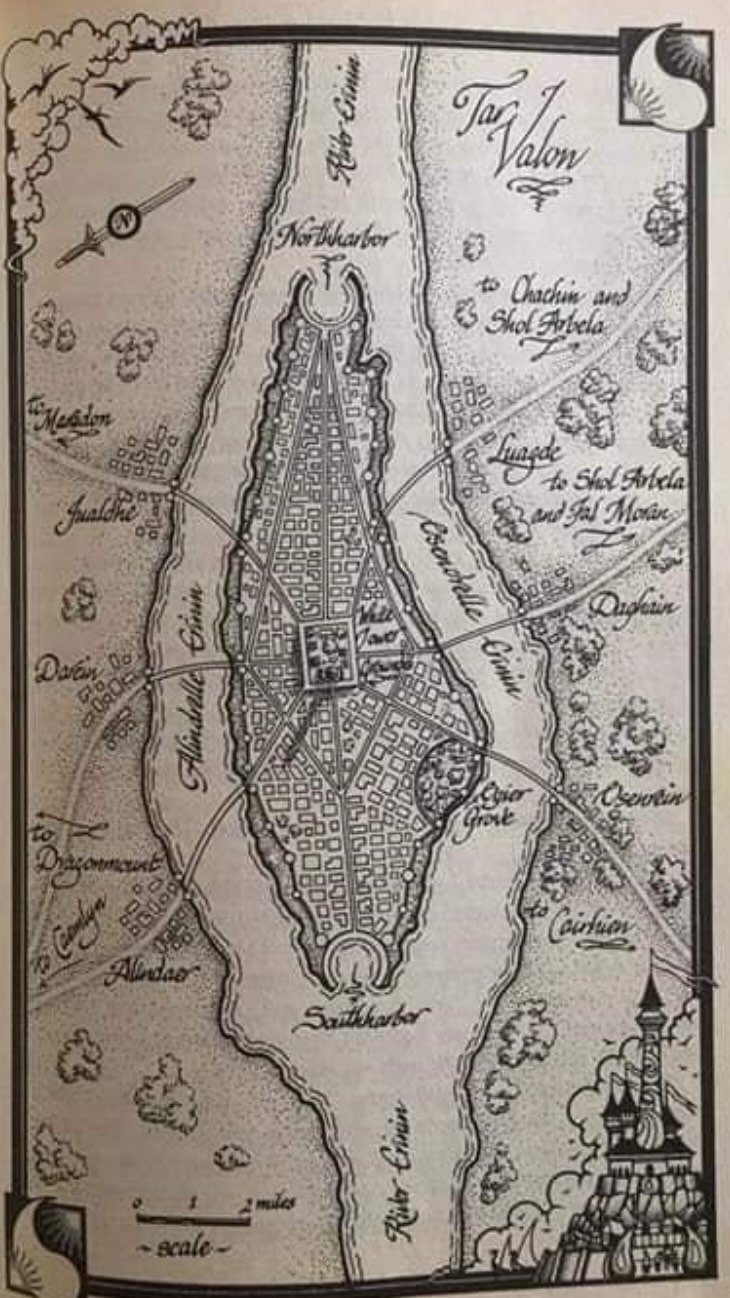 River Erinin
Tar
Valon
N
Northharbor
to Chachin and
Shol Arbela
to
Maradon
Luagde
to Shol Arbela
and Fal Moran
Jualdhe
Osendrelle
Erinin
Daghain
White
Tower
Grounds
Alindrelle Erinin
Darein
Ogier
Grove
Osenrein
to
Dragonmount
to Caemlyn
to
Cairhien
Alindaer
Southharbor
River Erinin
0 1 2 miles
~ scale ~